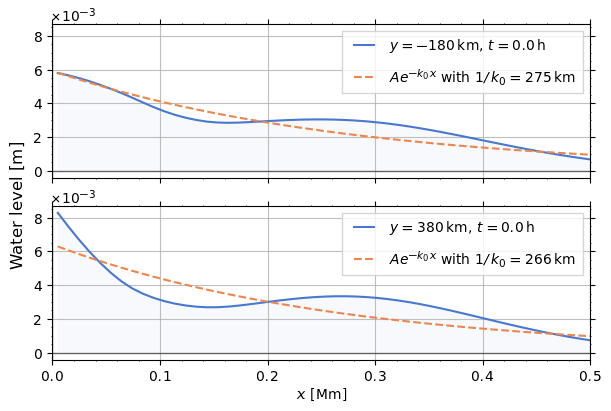 ×10⁻³
8
6
4
2
0
y = −180 km, t = 0.0 h
Ae^{−k₀x} with 1/k₀ = 275 km
Water level [m]
×10⁻³
8
6
4
2
0
y = 380 km, t = 0.0 h
Ae^{−k₀x} with 1/k₀ = 266 km
0.0 0.1 0.2 0.3 0.4 0.5
x [Mm]